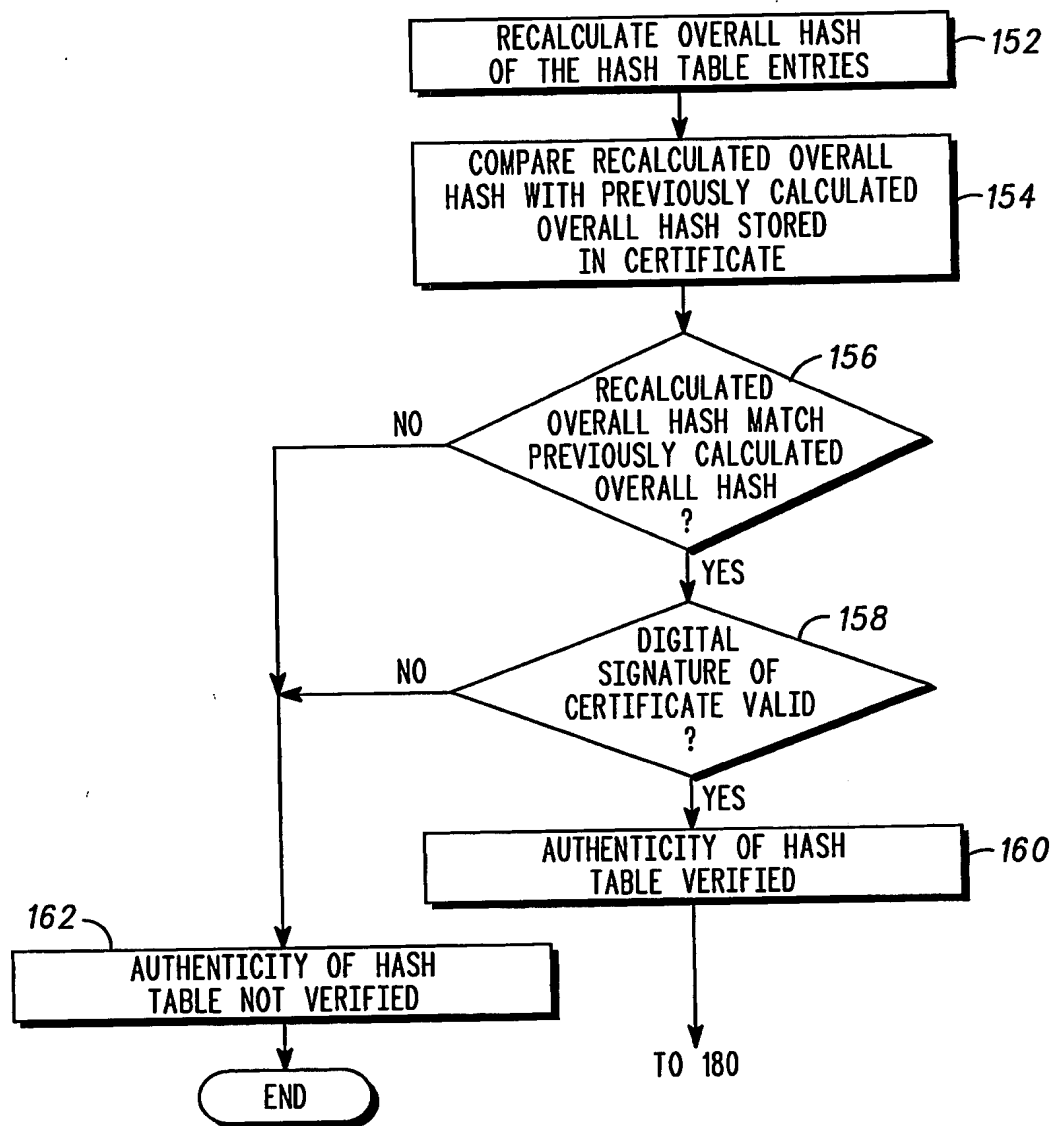 RECALCULATE OVERALL HASH
OF THE HASH TABLE ENTRIES
152
COMPARE RECALCULATED OVERALL
HASH WITH PREVIOUSLY CALCULATED
OVERALL HASH STORED
IN CERTIFICATE
154
156
RECALCULATED
OVERALL HASH MATCH
PREVIOUSLY CALCULATED
OVERALL HASH
?
NO
YES
158
DIGITAL
SIGNATURE OF
CERTIFICATE VALID
?
NO
YES
AUTHENTICITY OF HASH
TABLE VERIFIED
160
162
AUTHENTICITY OF HASH
TABLE NOT VERIFIED
TO 180
END